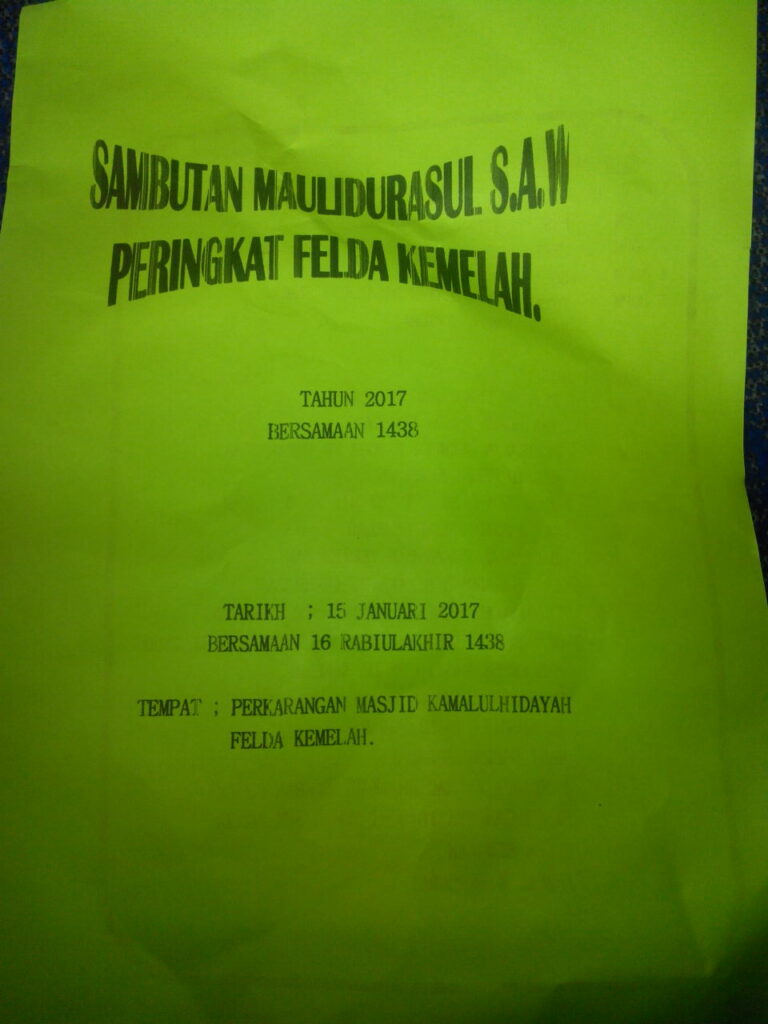 SAMBUTAN MAULIDURASUL S.A.W
PERINGKAT FELDA KEMELAH.
TAHUN 2017
BERSAMAAN 1438
TARIKH ; 15 JANUARI 2017
BERSAMAAN 16 RABIULAKHIR 1438
TEMPAT ; PERKARANGAN MASJID KAMALULHIDAYAH
FELDA KEMELAH.